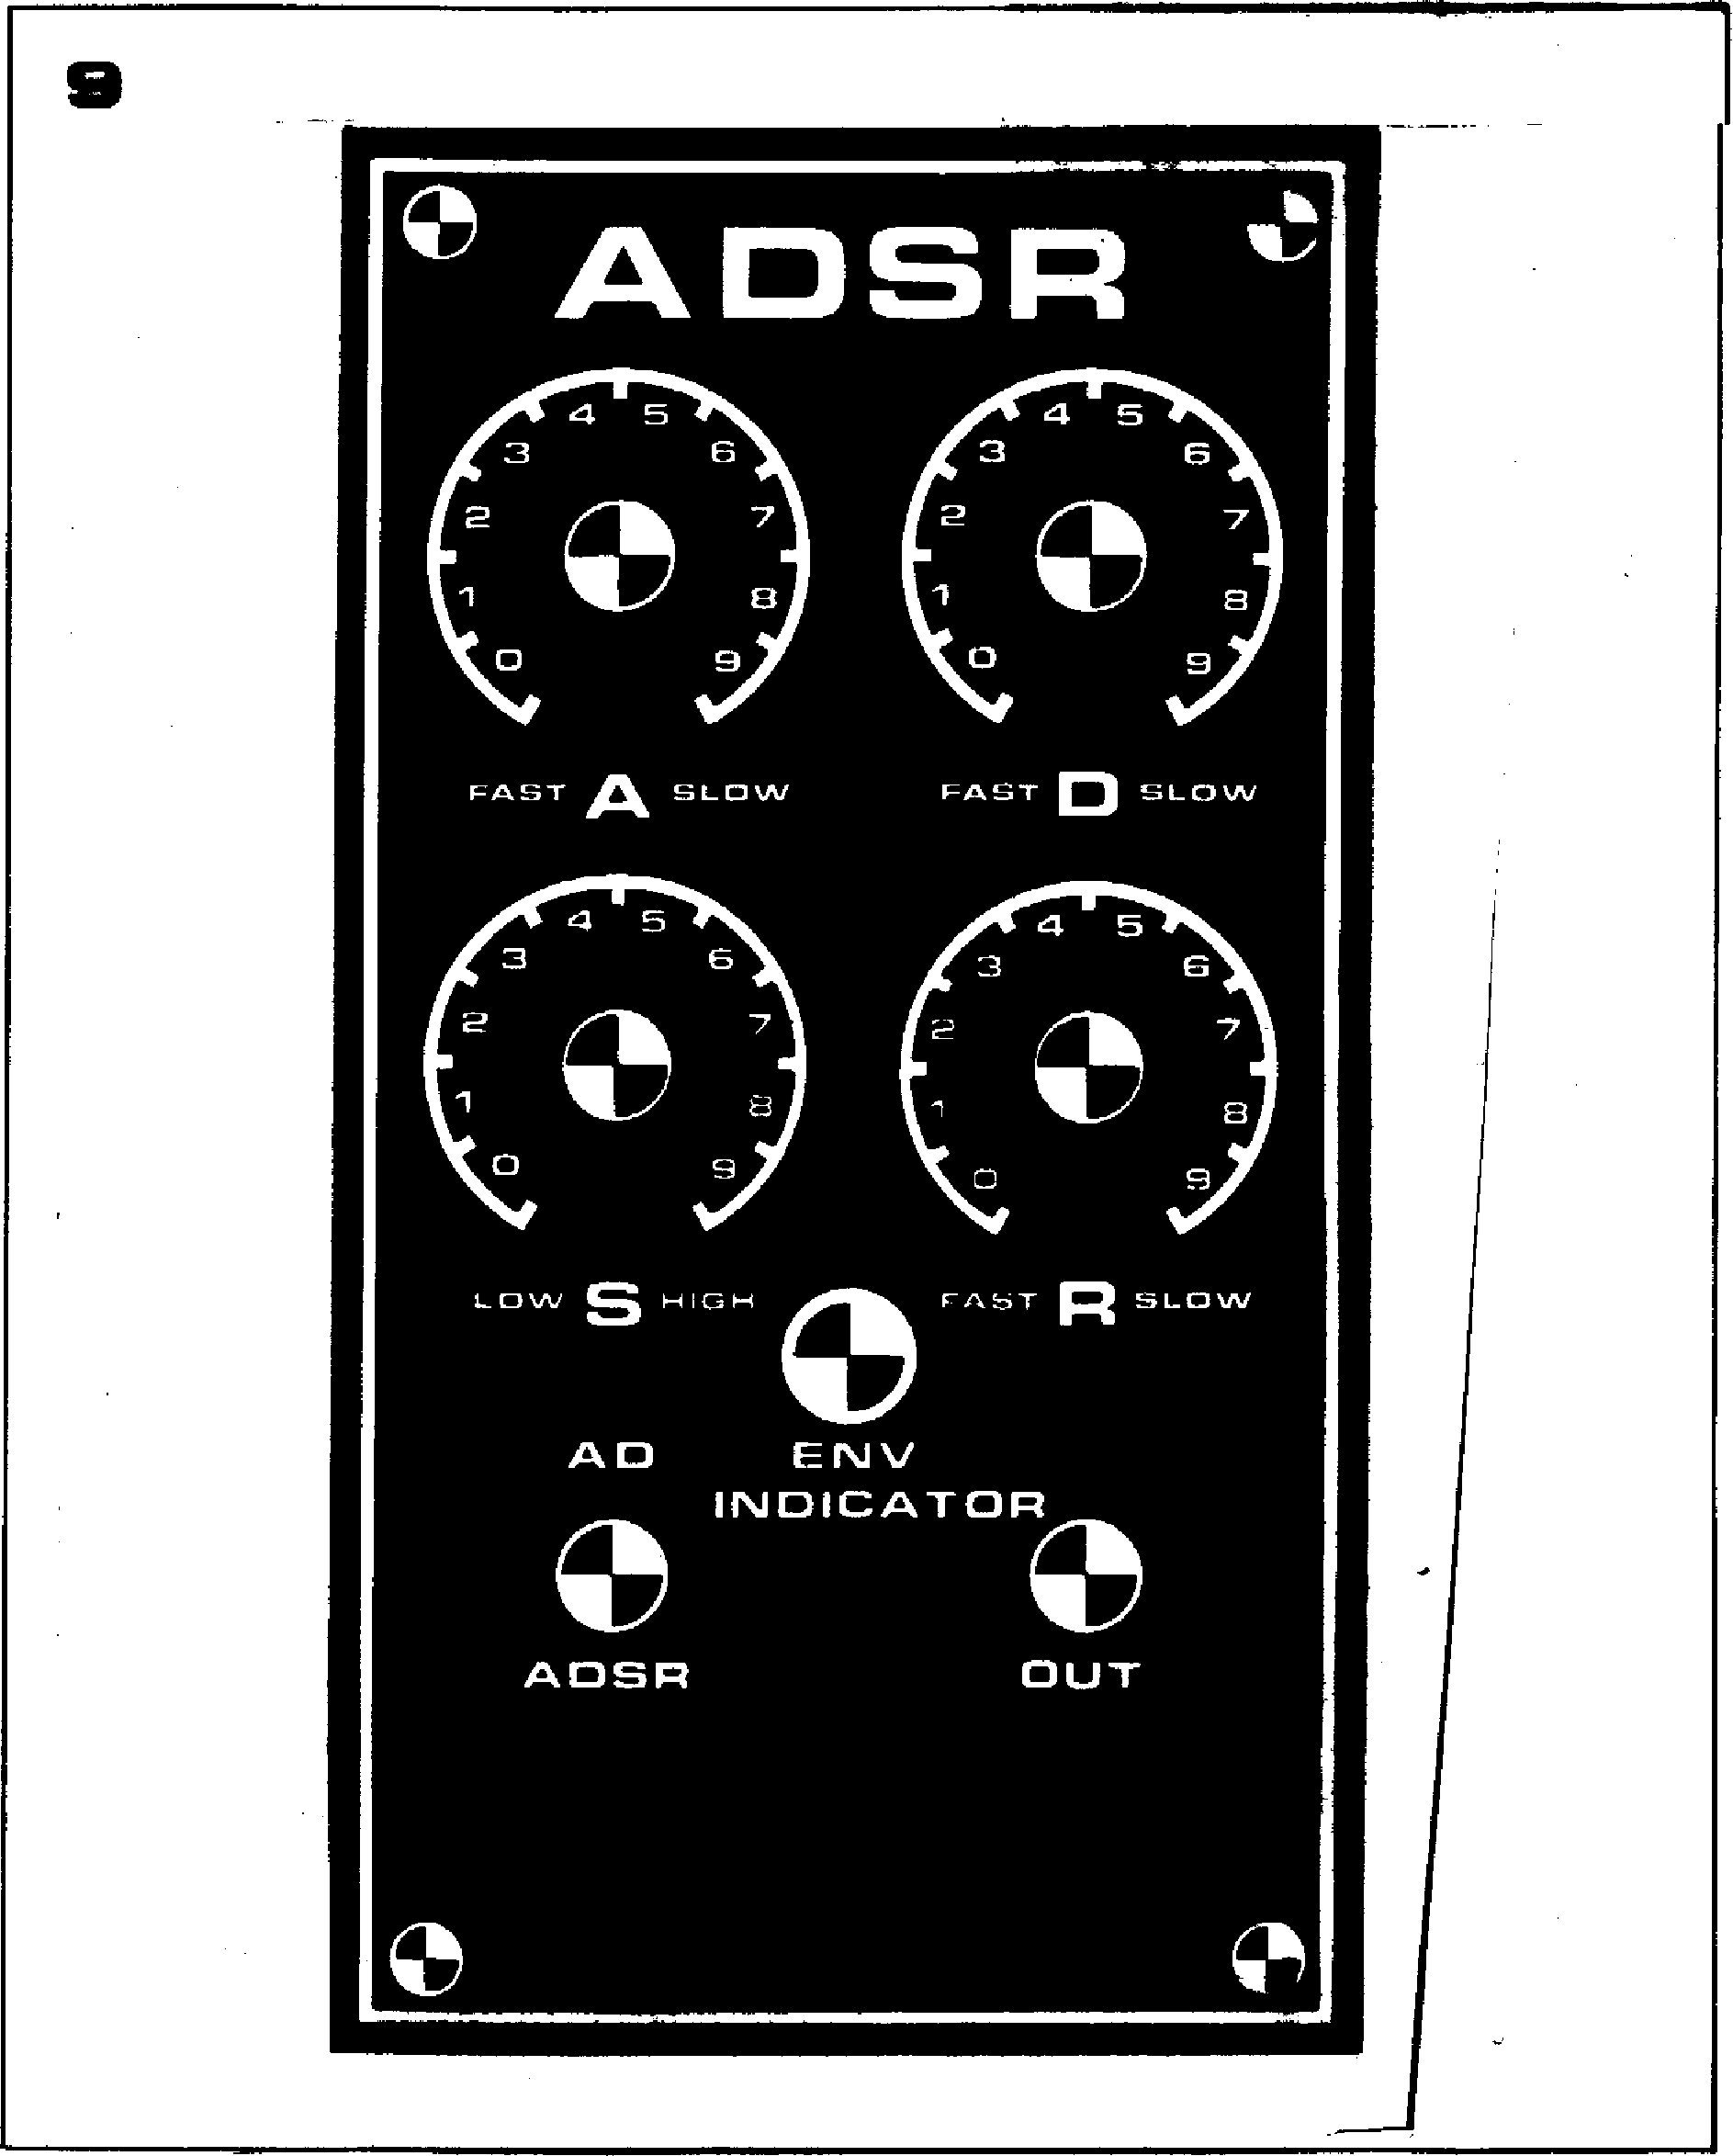 9
ADSR
0 1 2 3 4 5 6 7 8 9
0 1 2 3 4 5 6 7 8 9
FAST A SLOW
FAST D SLOW
0 1 2 3 4 5 6 7 8 9
0 1 2 3 4 5 6 7 8 9
LOW S HIGH
FAST R SLOW
AD
ENV
INDICATOR
ADSR
OUT